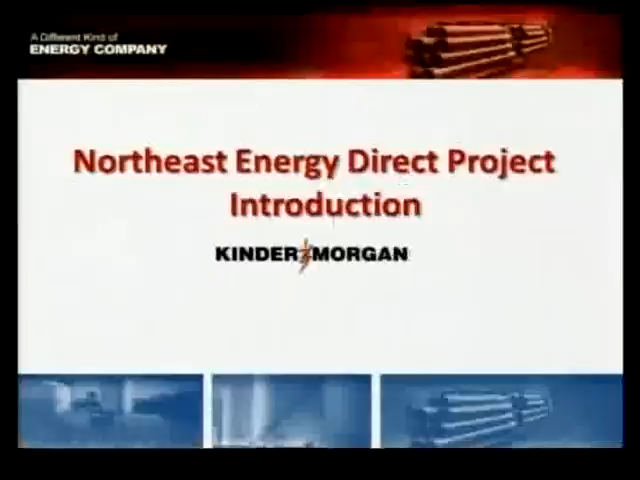 A Different Kind of
ENERGY COMPANY
Northeast Energy Direct Project
Introduction
KINDER MORGAN